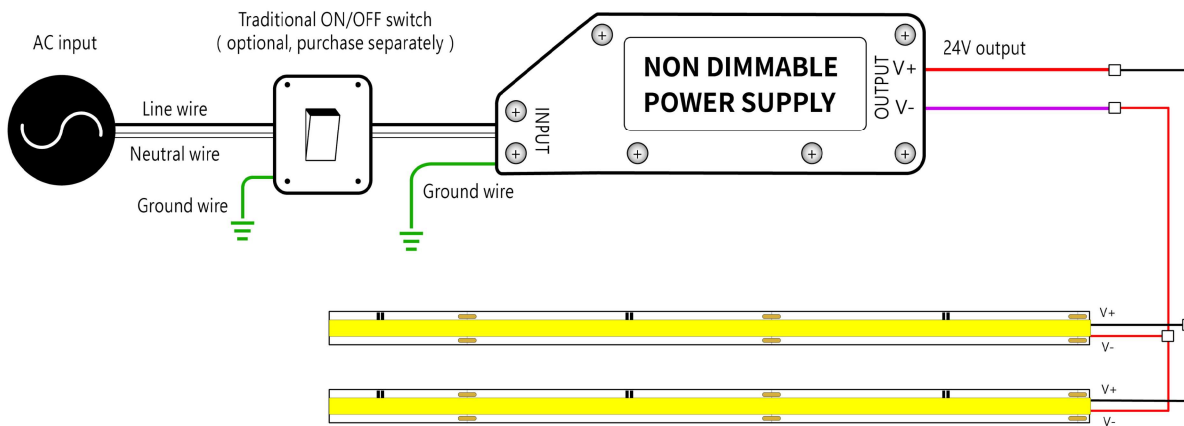 Traditional ON/OFF switch
( optional, purchase separately )
AC input
Line wire
Neutral wire
Ground wire
Ground wire
INPUT
NON DIMMABLE
POWER SUPPLY
OUTPUT
V+
V-
24V output
V+
V-
V+
V-